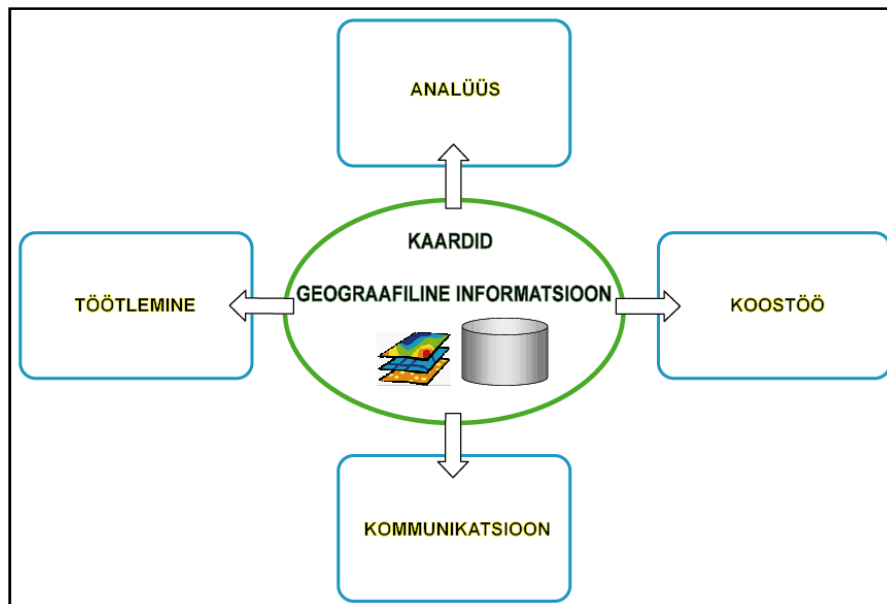 ANALÜÜS
KAARDID
GEOGRAAFILINE INFORMATSIOON
TÖÖTLEMINE
KOOSTÖÖ
KOMMUNIKATSIOON